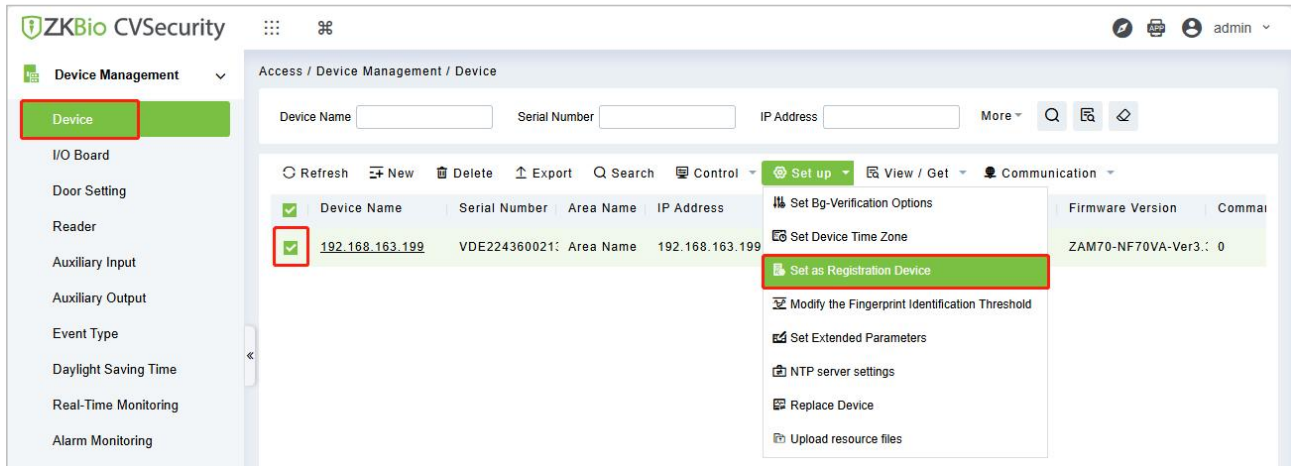 ZKBio CVSecurity
admin
Device Management
Access / Device Management / Device
Device
Device Name Serial Number IP Address More
I/O Board
Refresh New Delete Export Search Control Set up View / Get Communication
Door Setting
Device Name Serial Number Area Name IP Address Set Bg-Verification Options Firmware Version Comman
Reader
192.168.163.199 VDE2243600213 Area Name 192.168.163.199 Set Device Time Zone ZAM70-NF70VA-Ver3.: 0
Auxiliary Input
Set as Registration Device
Auxiliary Output
Modify the Fingerprint Identification Threshold
Event Type
Set Extended Parameters
Daylight Saving Time
NTP server settings
Real-Time Monitoring
Replace Device
Alarm Monitoring
Upload resource files